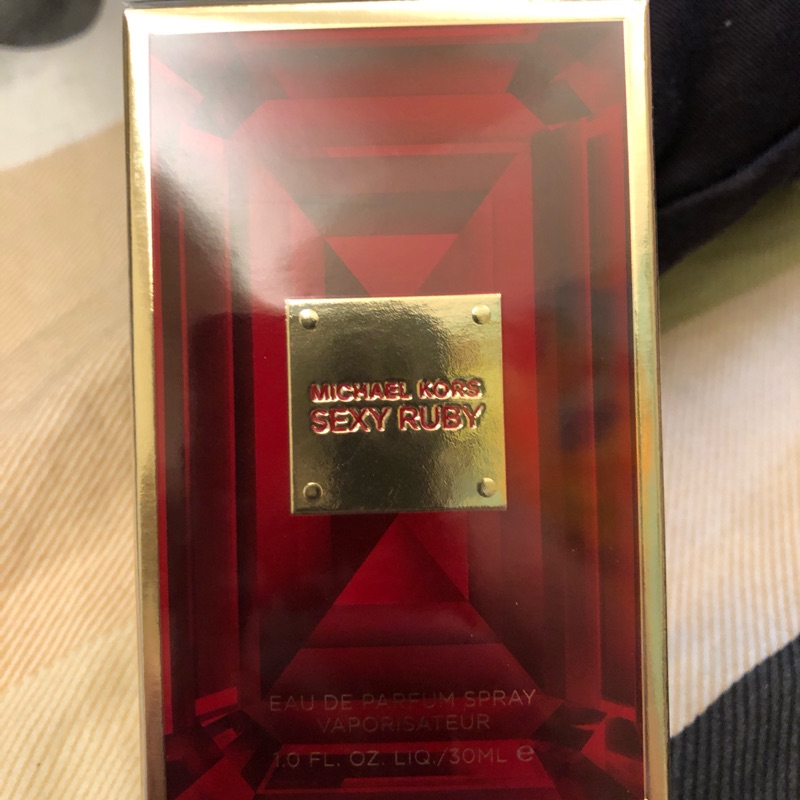 MICHAEL KORS
SEXY RUBY
EAU DE PARFUM SPRAY
VAPORISATEUR
1.0 FL. OZ. LIQ./30ML ℮